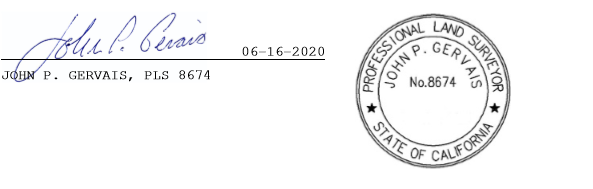 John P. Gervais
06-16-2020
JOHN P. GERVAIS, PLS 8674
PROFESSIONAL LAND SURVEYOR
JOHN P. GERVAIS
No.8674
STATE OF CALIFORNIA